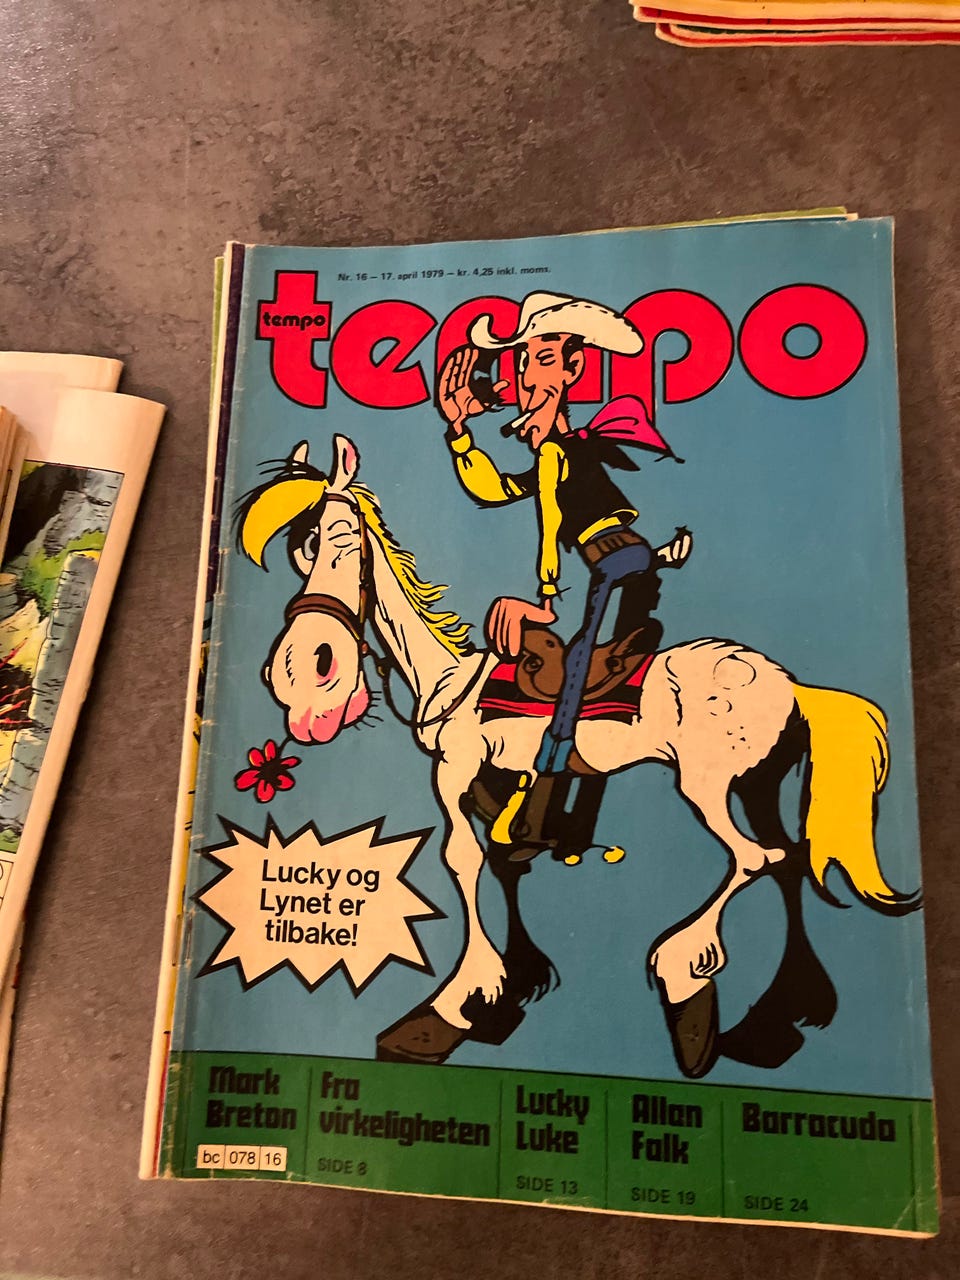 Nr. 16 – 17. april 1979 – kr. 4,25 inkl. moms.
tempo
tempo
Lucky og
Lynet er
tilbake!
Mark
Breton
Fra
virkeligheten
SIDE 8
Lucky
Luke
SIDE 13
Allan
Falk
SIDE 19
Barracuda
SIDE 24
bc 078 16